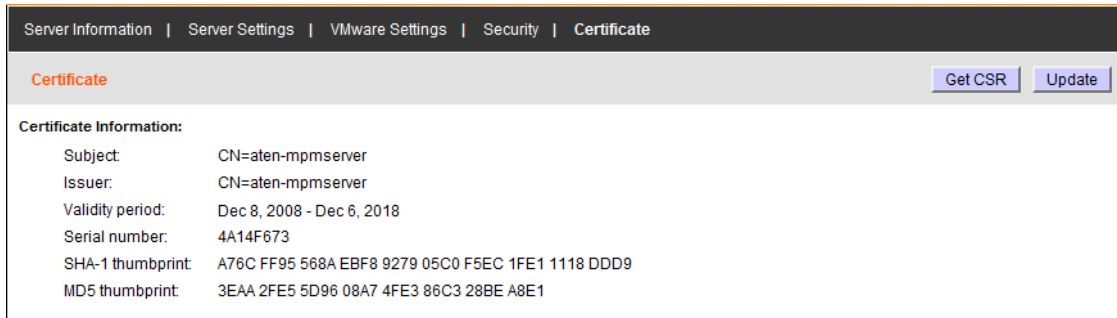 Server Information | Server Settings | VMware Settings | Security | Certificate
Certificate Get CSR Update
Certificate Information:
Subject: CN=aten-mpmserver
Issuer: CN=aten-mpmserver
Validity period: Dec 8, 2008 - Dec 6, 2018
Serial number: 4A14F673
SHA-1 thumbprint: A76C FF95 568A EBF8 9279 05C0 F5EC 1FE1 1118 DDD9
MD5 thumbprint: 3EAA 2FE5 5D96 08A7 4FE3 86C3 28BE A8E1